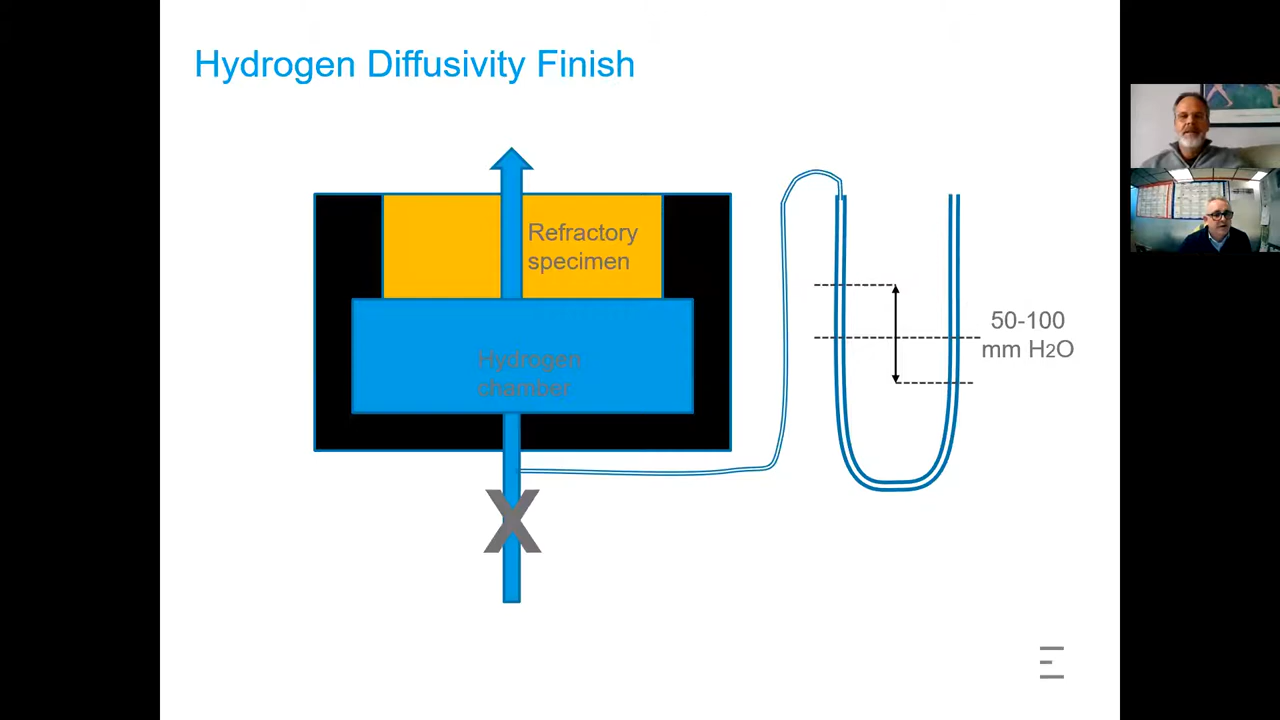 Hydrogen Diffusivity Finish
Refractory
specimen
Hydrogen
chamber
50-100
mm H2O
X